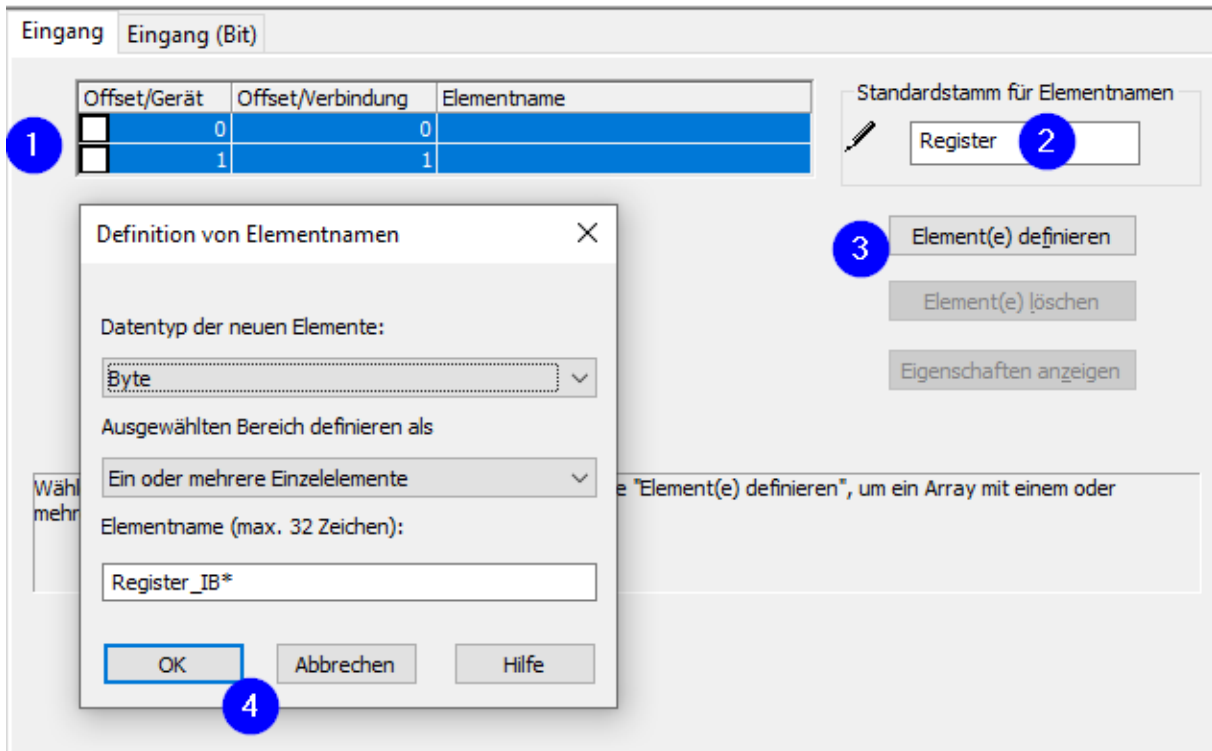 Eingang Eingang (Bit)
Offset/Gerät Offset/Verbindung Elementname
0 0
1 1
1
Standardstamm für Elementnamen
Register 2
3 Element(e) definieren
Element(e) löschen
Eigenschaften anzeigen
Definition von Elementnamen
Datentyp der neuen Elemente:
Byte
Ausgewählten Bereich definieren als
Ein oder mehrere Einzelelemente
Elementname (max. 32 Zeichen):
Register_IB*
OK Abbrechen Hilfe
4
"Element(e) definieren", um ein Array mit einem oder